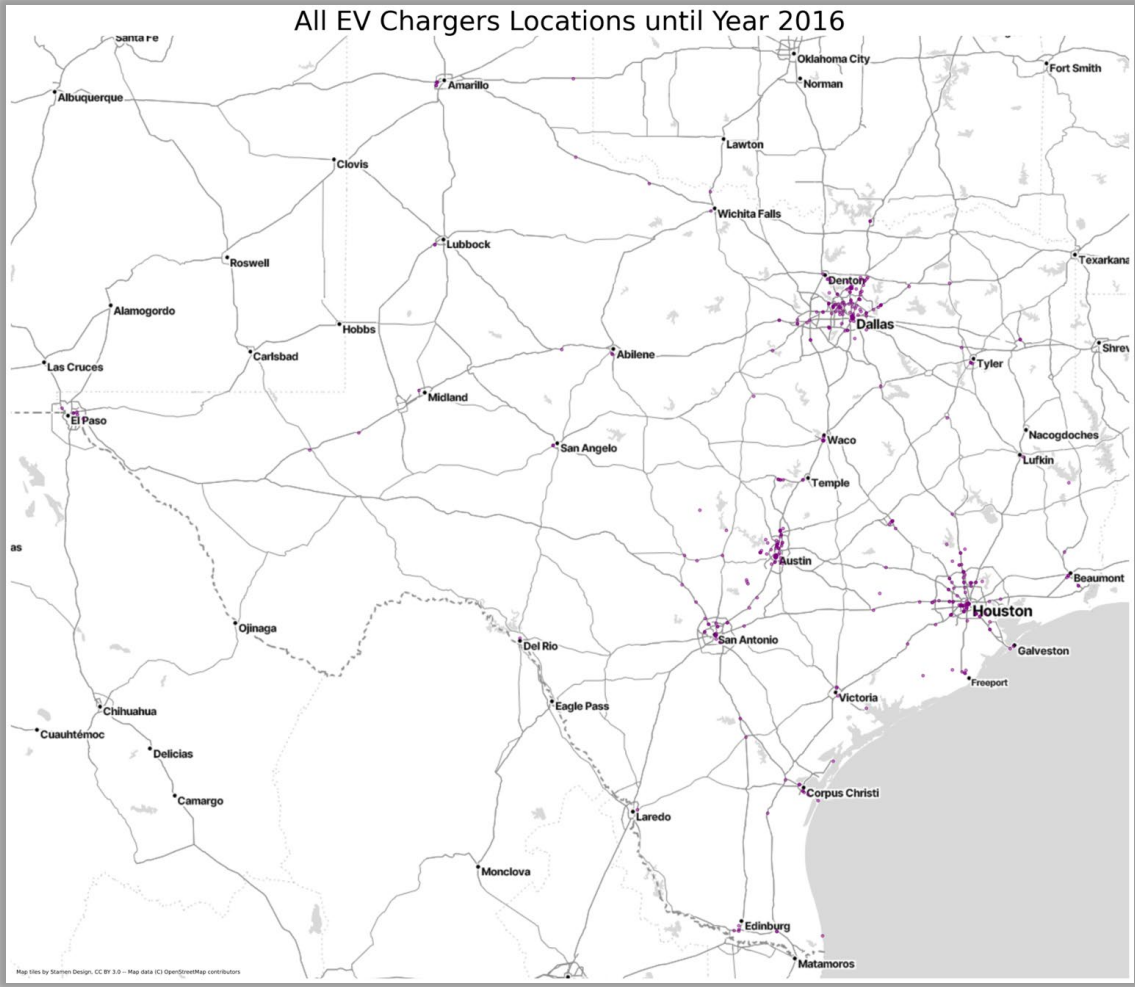 All EV Chargers Locations until Year 2016
Santa Fe
Oklahoma City
Fort Smith
Amarillo
Norman
Albuquerque
Lawton
Clovis
Wichita Falls
Lubbock
Texarkana
Roswell
Denton
Alamogordo
Dallas
Hobbs
Shrev
Abilene
Carlsbad
Tyler
Las Cruces
Midland
El Paso
Nacogdoches
Waco
San Angelo
Lufkin
Temple
as
Austin
Beaumont
Houston
Ojinaga
San Antonio
Del Rio
Galveston
Freeport
Victoria
Eagle Pass
Chihuahua
Cuauhtémoc
Delicias
Corpus Christi
Camargo
Laredo
Monclova
Edinburg
Matamoros
Map tiles by Stamen Design, CC BY 3.0 -- Map data (C) OpenStreetMap contributors